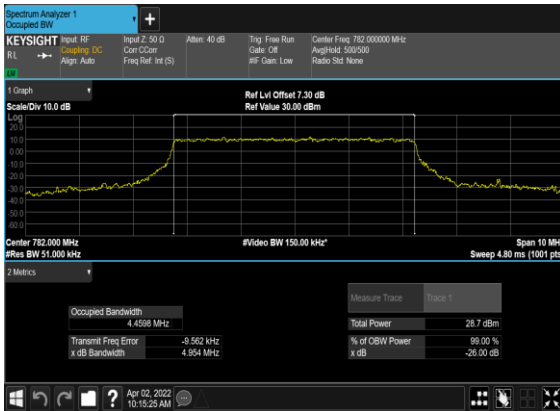 Spectrum Analyzer 1
Occupied BW
+
KEYSIGHT
RL
Input: RF
Coupling: DC
Align: Auto
Input Z: 50 Ω
Corr CCorr
Freq Ref: Int (S)
Atten: 40 dB
Trig: Free Run
Gate: Off
#IF Gain: Low
Center Freq: 782.000000 MHz
Avg|Hold: 500/500
Radio Std: None
1 Graph
Scale/Div 10.0 dB
Ref Lvl Offset 7.30 dB
Ref Value 30.00 dBm
Log
20.0
10.0
0.00
-10.0
-20.0
-30.0
-40.0
-50.0
-60.0
Center 782.000 MHz
#Video BW 150.00 kHz*
Span 10 MH
#Res BW 51.000 kHz
Sweep 4.80 ms (1001 pts
2 Metrics
Measure Trace
Trace 1
Occupied Bandwidth
4.4598 MHz
Total Power
28.7 dBm
Transmit Freq Error
-9.562 kHz
% of OBW Power
99.00 %
x dB Bandwidth
4.954 MHz
x dB
-26.00 dB
?
Apr 02, 2022
10:15:25 AM